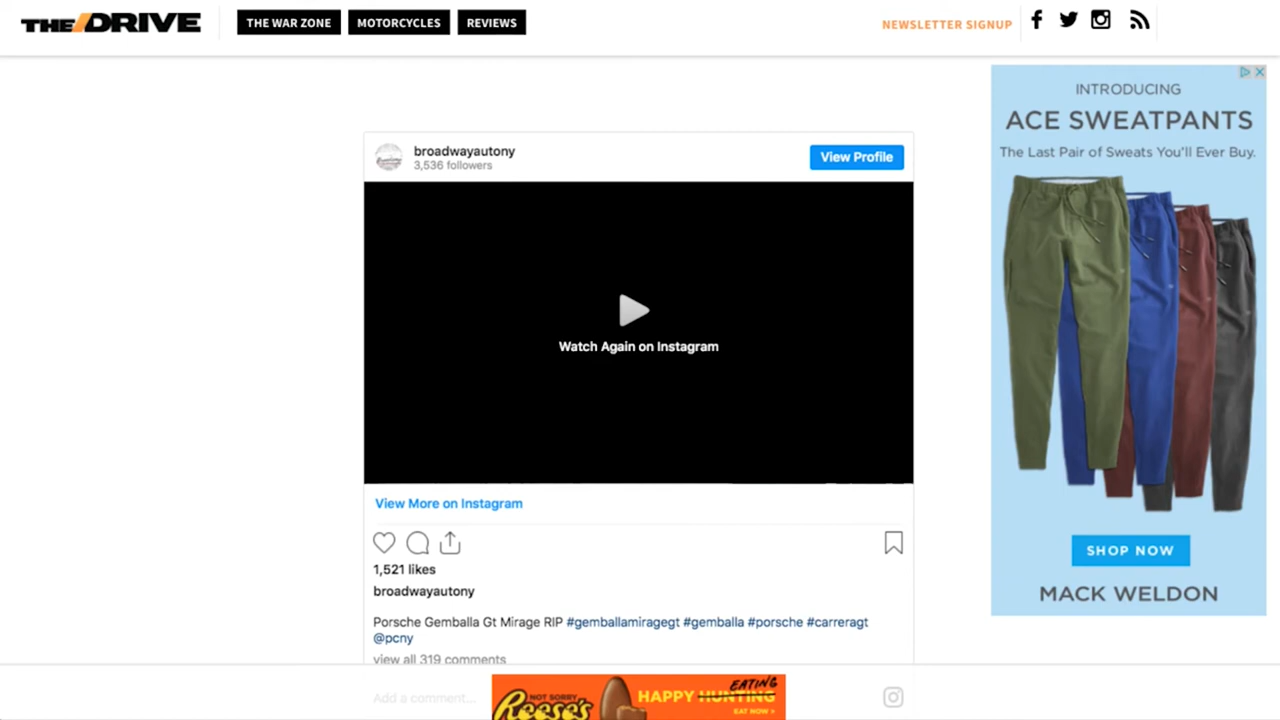 THE/DRIVE
THE WAR ZONE
MOTORCYCLES
REVIEWS
NEWSLETTER SIGNUP
broadwayautony
3,536 followers
View Profile
Watch Again on Instagram
View More on Instagram
1,521 likes
broadwayautony
Porsche Gemballa Gt Mirage RIP #gemballamiragegt #gemballa #porsche #carreragt
@pcny
view all 319 comments
Add a comment...
INTRODUCING
ACE SWEATPANTS
The Last Pair of Sweats You'll Ever Buy.
SHOP NOW
MACK WELDON
NOT SORRY
Reese's
EATING
HAPPY HUNTING
EAT NOW >